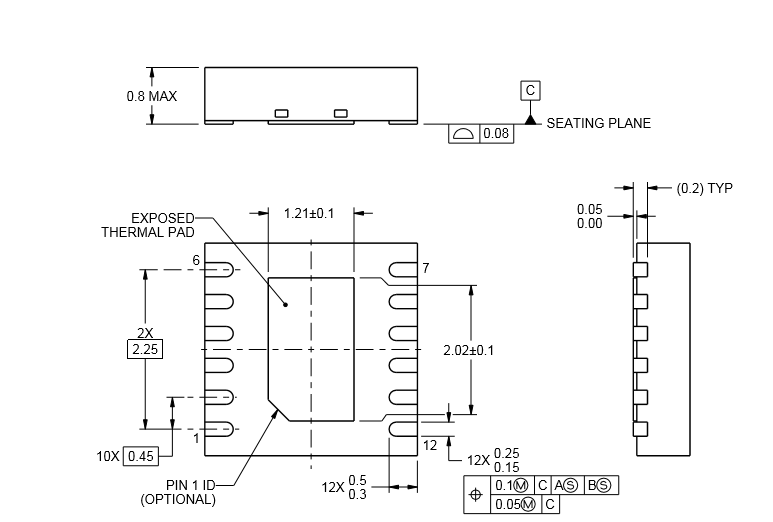 0.8 MAX
C
SEATING PLANE
0.08
(0.2) TYP
0.05
0.00
EXPOSED
THERMAL PAD
1.21±0.1
6
7
2X
2.25
2.02±0.1
1
12
10X 0.45
12X 0.25
0.15
PIN 1 ID
(OPTIONAL)
12X 0.5
0.3
0.1Ⓜ C AⓈ BⓈ
0.05Ⓜ C